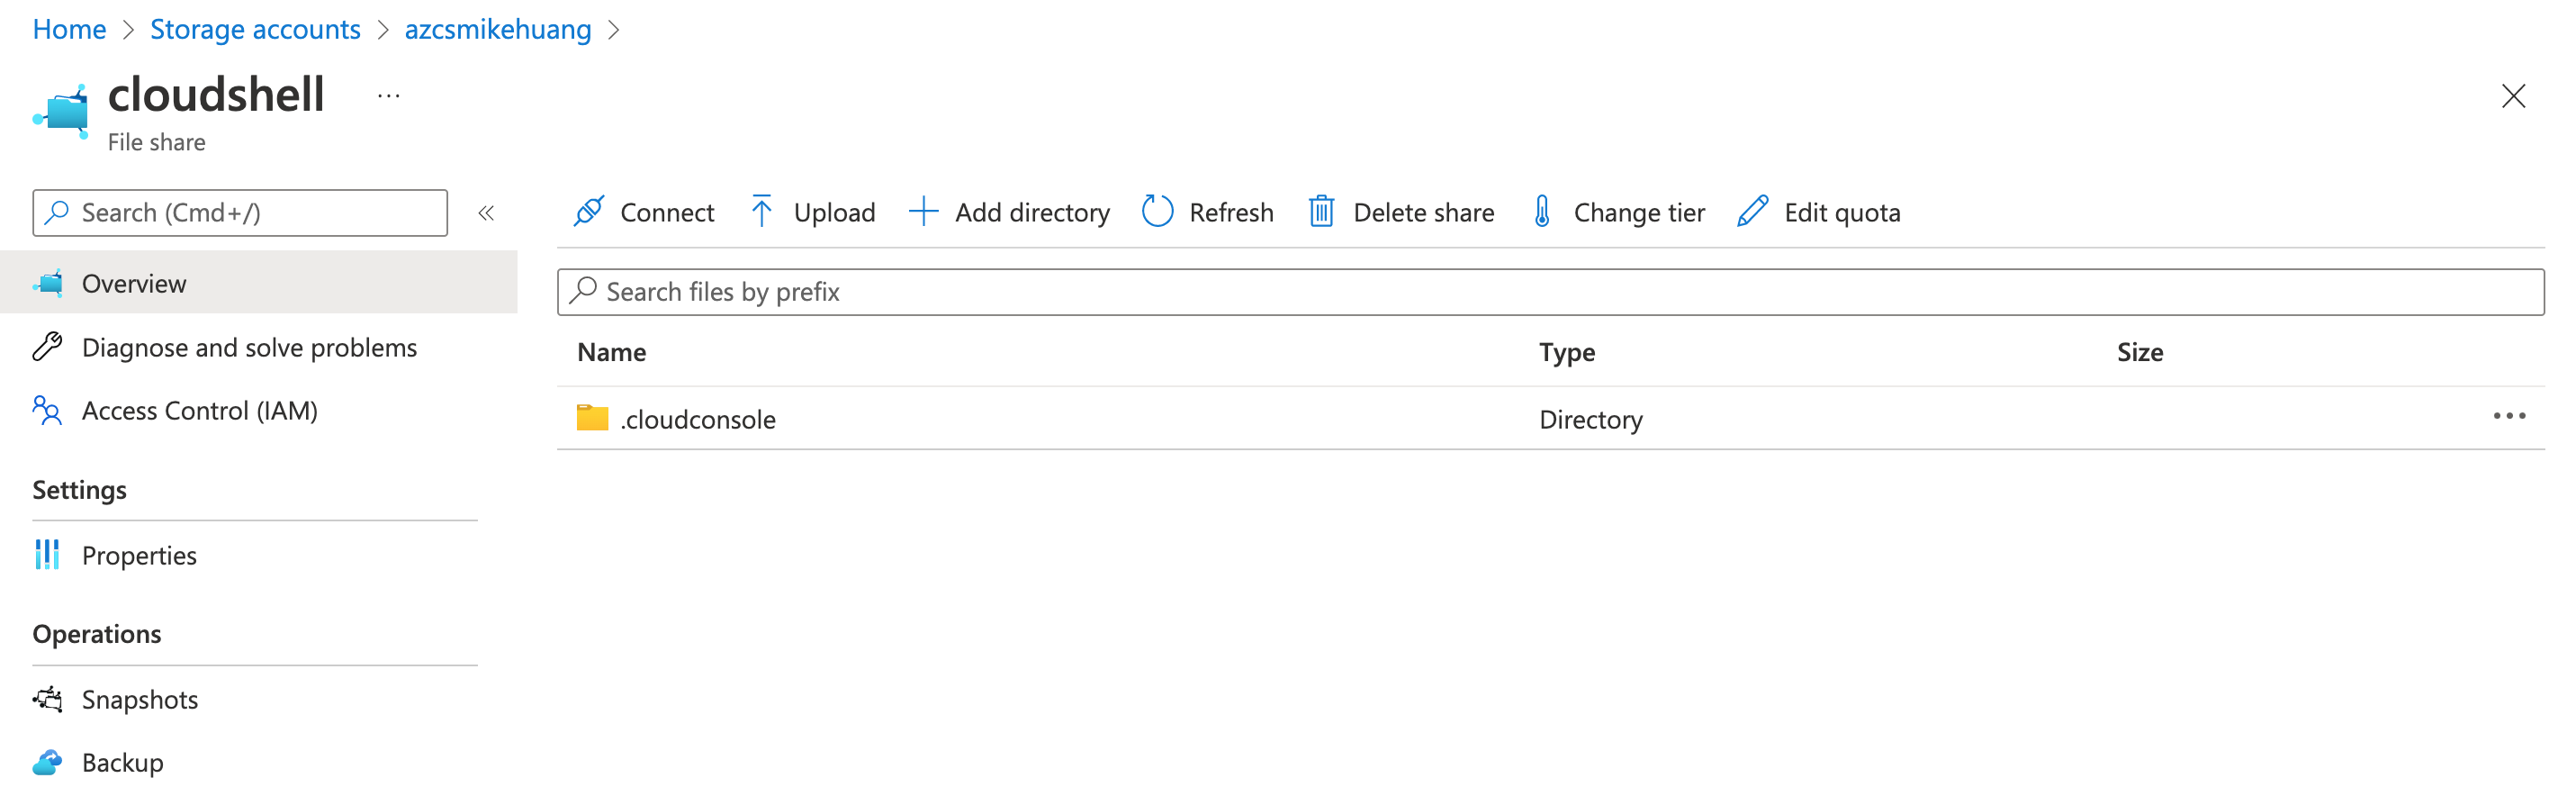 Home > Storage accounts > azcsmikehuang >
cloudshell ...
File share
Search (Cmd+/) «
Connect Upload Add directory Refresh Delete share Change tier Edit quota
Overview
Search files by prefix
Diagnose and solve problems
Name Type Size
Access Control (IAM)
.cloudconsole Directory ...
Settings
Properties
Operations
Snapshots
Backup